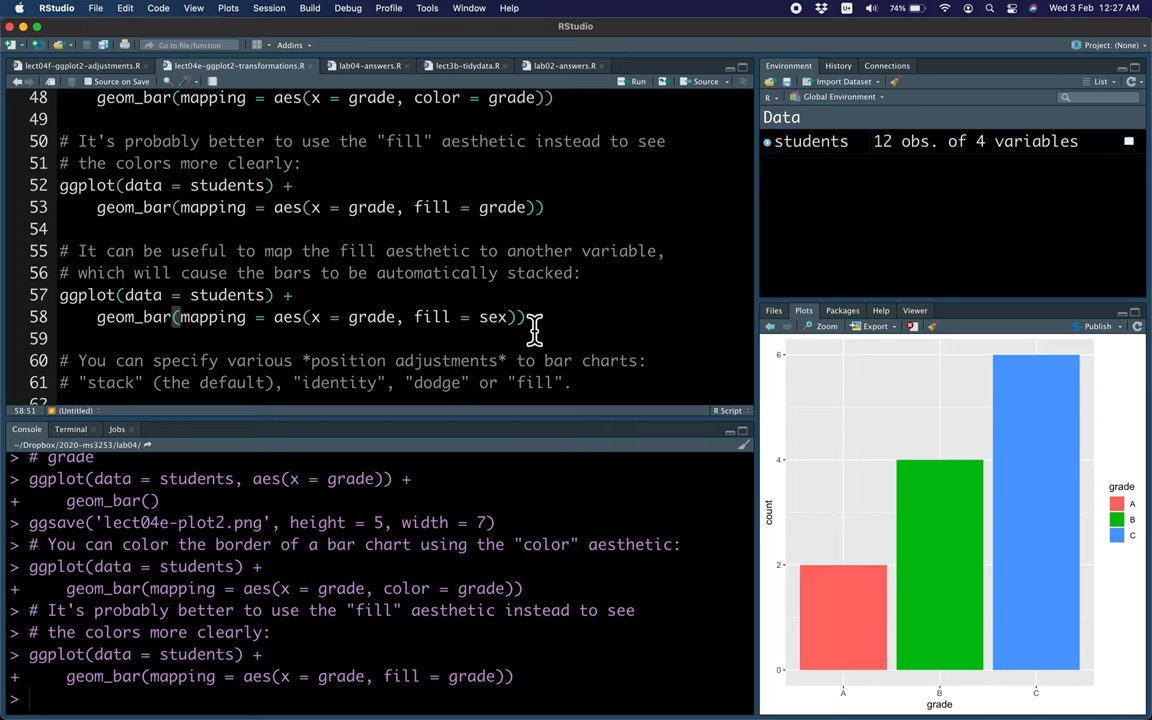 RStudio File Edit Code View Plots Session Build Debug Profile Tools Window Help 74% Wed 3 Feb 12:27 AM
RStudio
Go to file/function Addins Project: (None)
lect04f-ggplot2-adjustments.R lect04e-ggplot2-transformations.R lab04-answers.R lect3b-tidydata.R lab02-answers.R
Source on Save Run Source
48 geom_bar(mapping = aes(x = grade, color = grade))
49
50 # It's probably better to use the "fill" aesthetic instead to see
51 # the colors more clearly:
52 ggplot(data = students) +
53 geom_bar(mapping = aes(x = grade, fill = grade))
54
55 # It can be useful to map the fill aesthetic to another variable,
56 # which will cause the bars to be automatically stacked:
57 ggplot(data = students) +
58 geom_bar(mapping = aes(x = grade, fill = sex))
59
60 # You can specify various *position adjustments* to bar charts:
61 # "stack" (the default), "identity", "dodge" or "fill".
62
58:51 (Untitled) R Script
Console Terminal Jobs
~/Dropbox/2020-ms3253/lab04/
> # grade
> ggplot(data = students, aes(x = grade)) +
+ geom_bar()
> ggsave('lect04e-plot2.png', height = 5, width = 7)
> # You can color the border of a bar chart using the "color" aesthetic:
> ggplot(data = students) +
+ geom_bar(mapping = aes(x = grade, color = grade))
> # It's probably better to use the "fill" aesthetic instead to see
> # the colors more clearly:
> ggplot(data = students) +
+ geom_bar(mapping = aes(x = grade, fill = grade))
>
Environment History Connections
Import Dataset List
R Global Environment
Data
students 12 obs. of 4 variables
Files Plots Packages Help Viewer
Zoom Export Publish
6
4
2
0
count
A B C
grade
grade
A
B
C